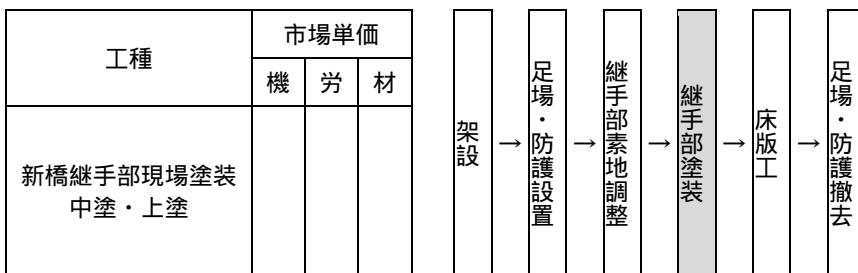 工種
市場単価
機
労
材
新橋継手部現場塗装
中塗・上塗
架設
→
足場・防護設置
→
継手部素地調整
→
継手部塗装
→
床版工
→
足場・防護撤去